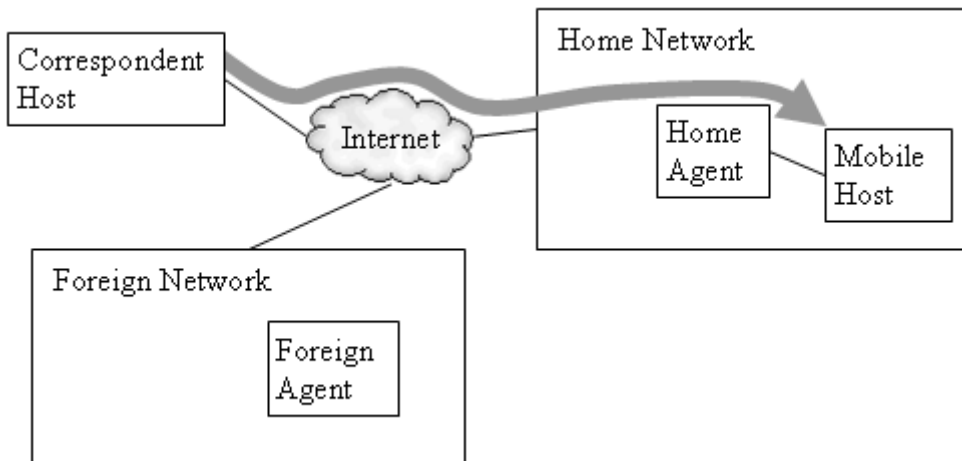 Correspondent
Host
Internet
Home Network
Home
Agent
Mobile
Host
Foreign Network
Foreign
Agent